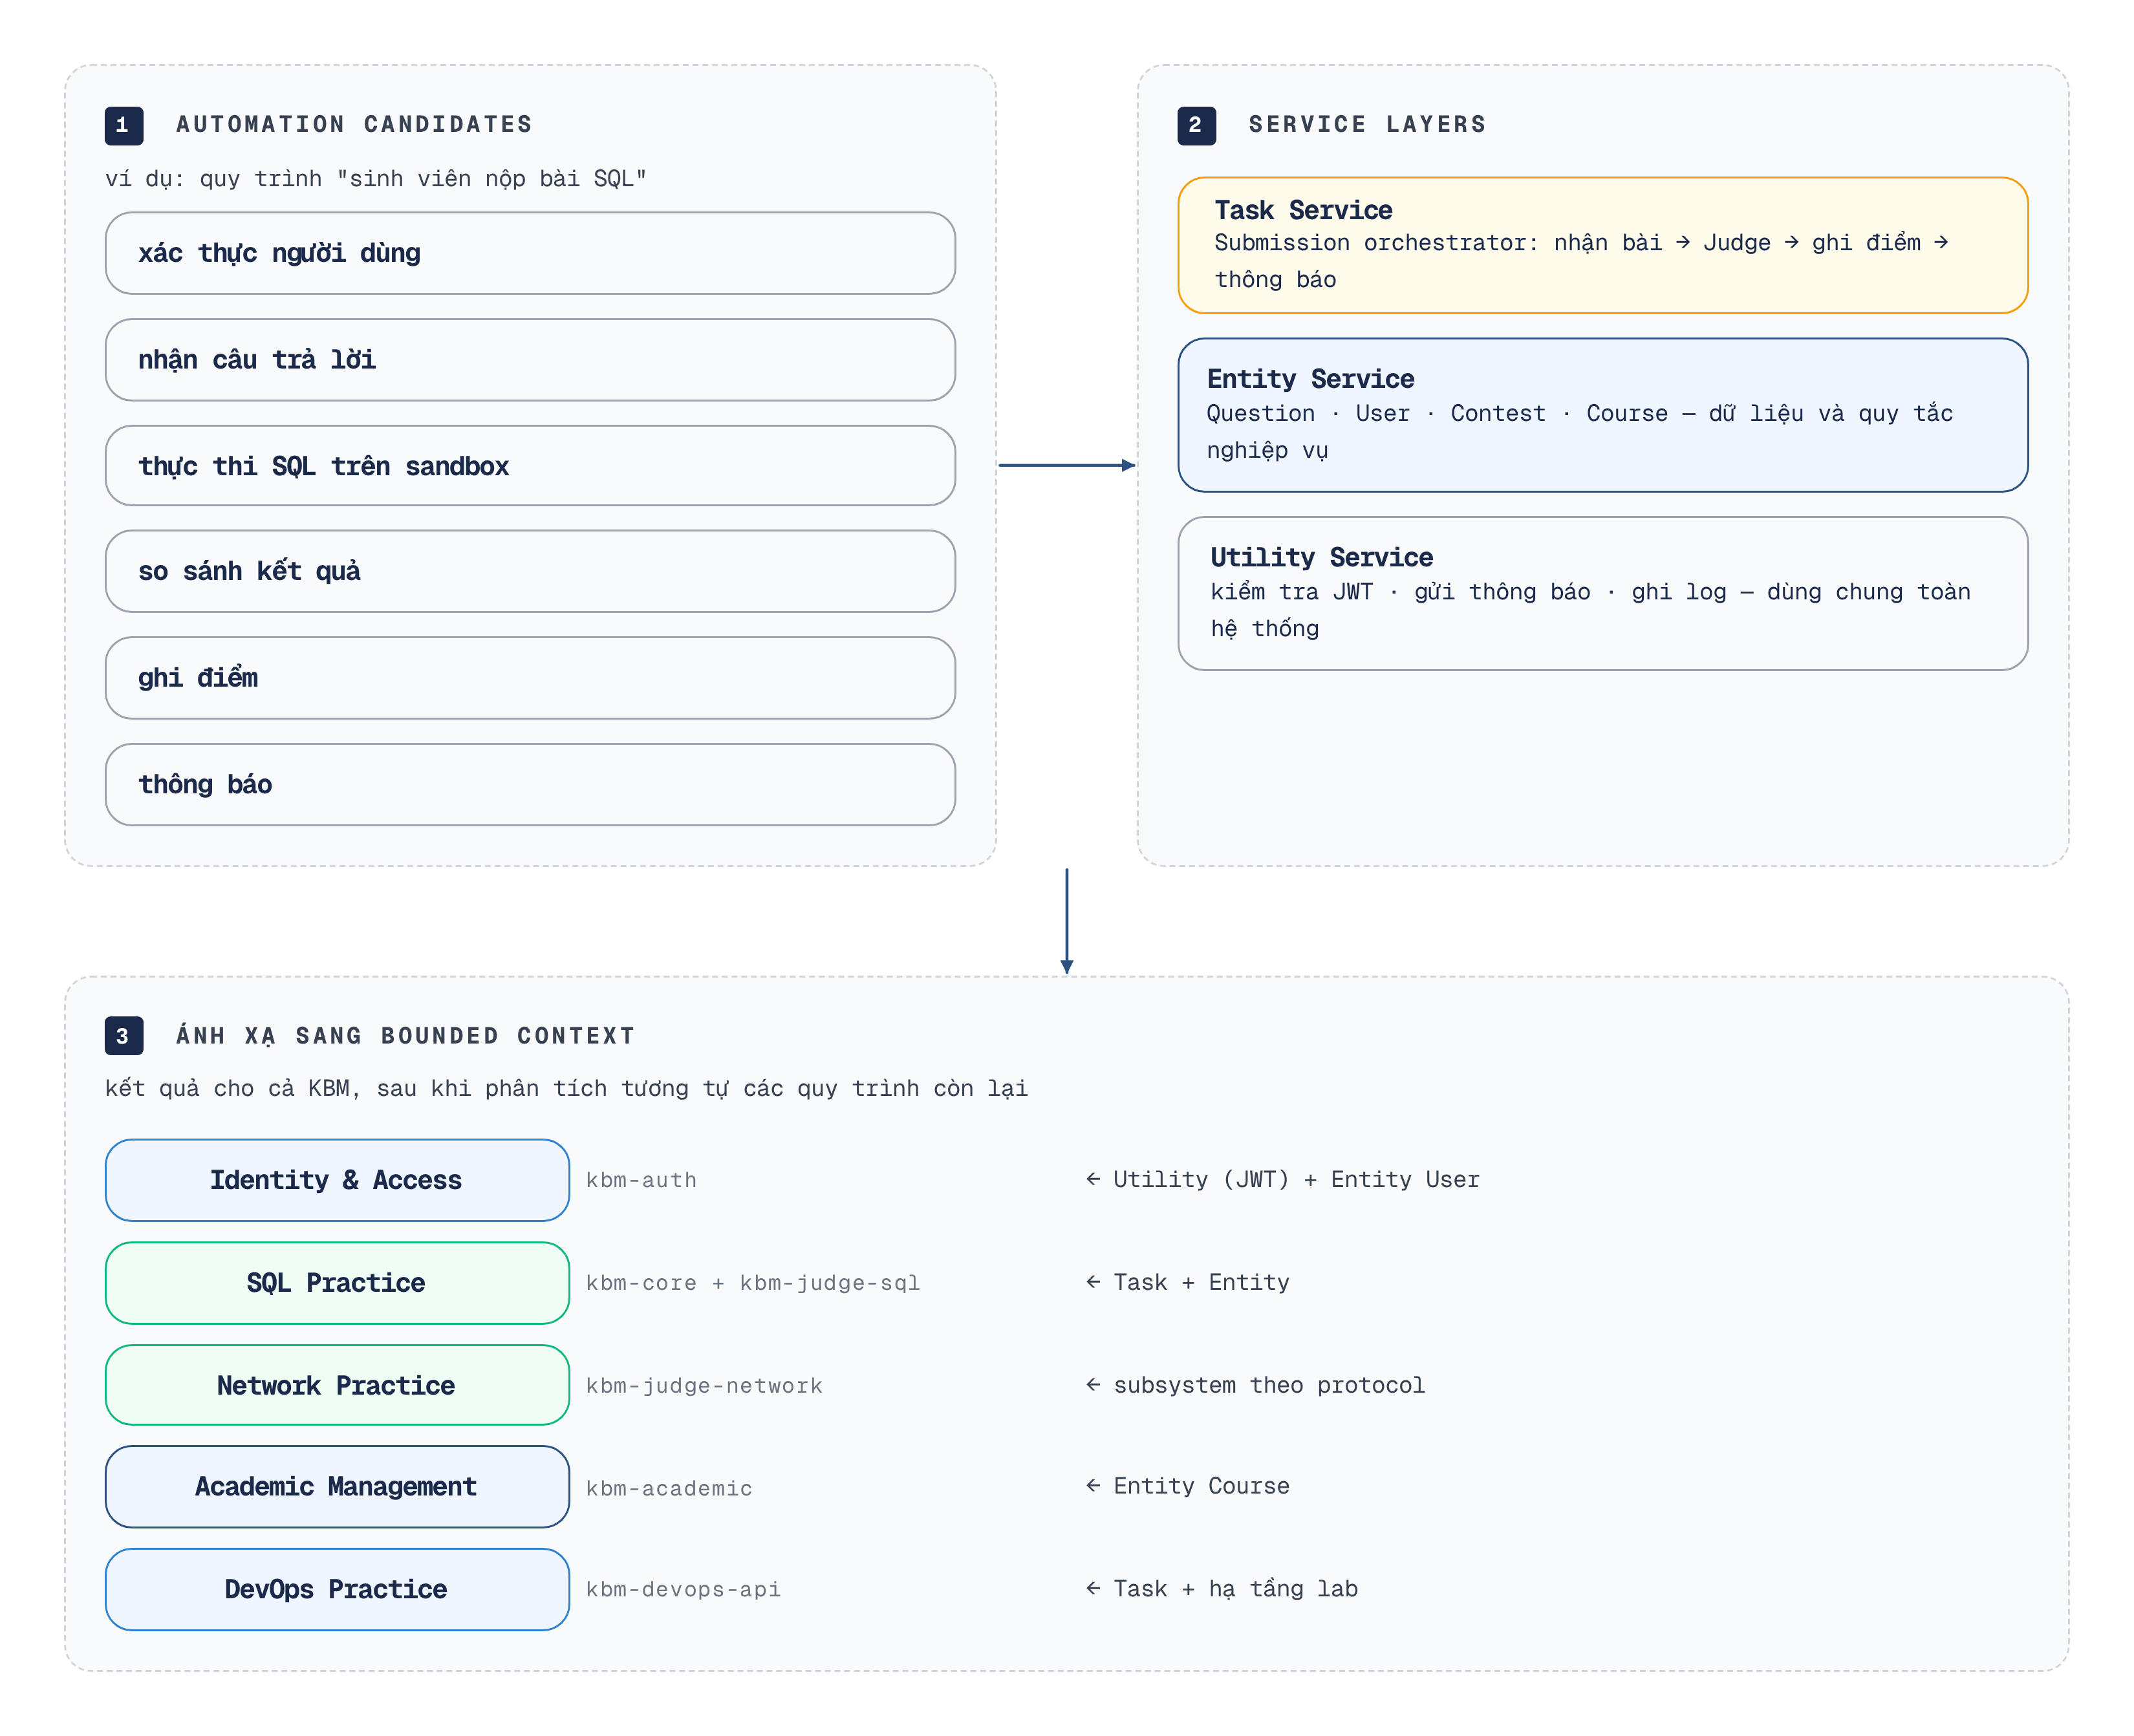 1 AUTOMATION CANDIDATES
ví dụ: quy trình "sinh viên nộp bài SQL"
xác thực người dùng
nhận câu trả lời
thực thi SQL trên sandbox
so sánh kết quả
ghi điểm
thông báo
2 SERVICE LAYERS
Task Service
Submission orchestrator: nhận bài → Judge → ghi điểm →
thông báo
Entity Service
Question · User · Contest · Course — dữ liệu và quy tắc
nghiệp vụ
Utility Service
kiểm tra JWT · gửi thông báo · ghi log — dùng chung toàn
hệ thống
3 ÁNH XẠ SANG BOUNDED CONTEXT
kết quả cho cả KBM, sau khi phân tích tương tự các quy trình còn lại
Identity & Access kbm-auth ← Utility (JWT) + Entity User
SQL Practice kbm-core + kbm-judge-sql ← Task + Entity
Network Practice kbm-judge-network ← subsystem theo protocol
Academic Management kbm-academic ← Entity Course
DevOps Practice kbm-devops-api ← Task + hạ tầng lab